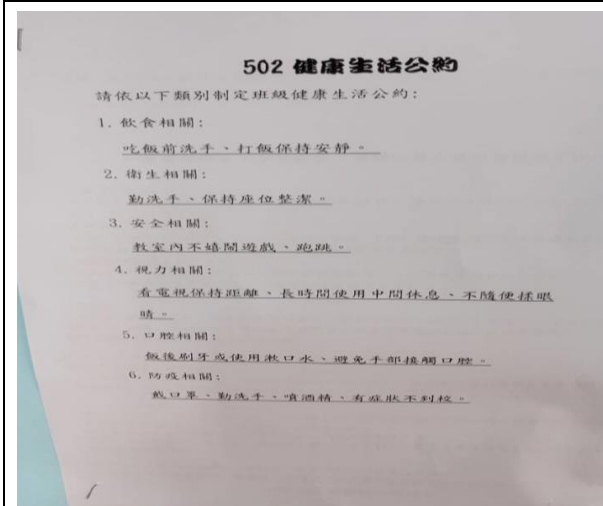 502 健康生活公約
請依以下類別制定班級健康生活公約：
1. 飲食相關：
吃飯前洗手、打飯保持安靜。
2. 衛生相關：
勤洗手、保持座位整潔。
3. 安全相關：
教室內不嬉鬧遊戲、跑跳。
4. 視力相關：
看電視保持距離、長時間使用中間休息、不隨便揉眼
睛。
5. 口腔相關：
飯後刷牙或使用漱口水、避免手部接觸口腔。
6. 防疫相關：
戴口罩、勤洗手、噴酒精、有症狀不到校。